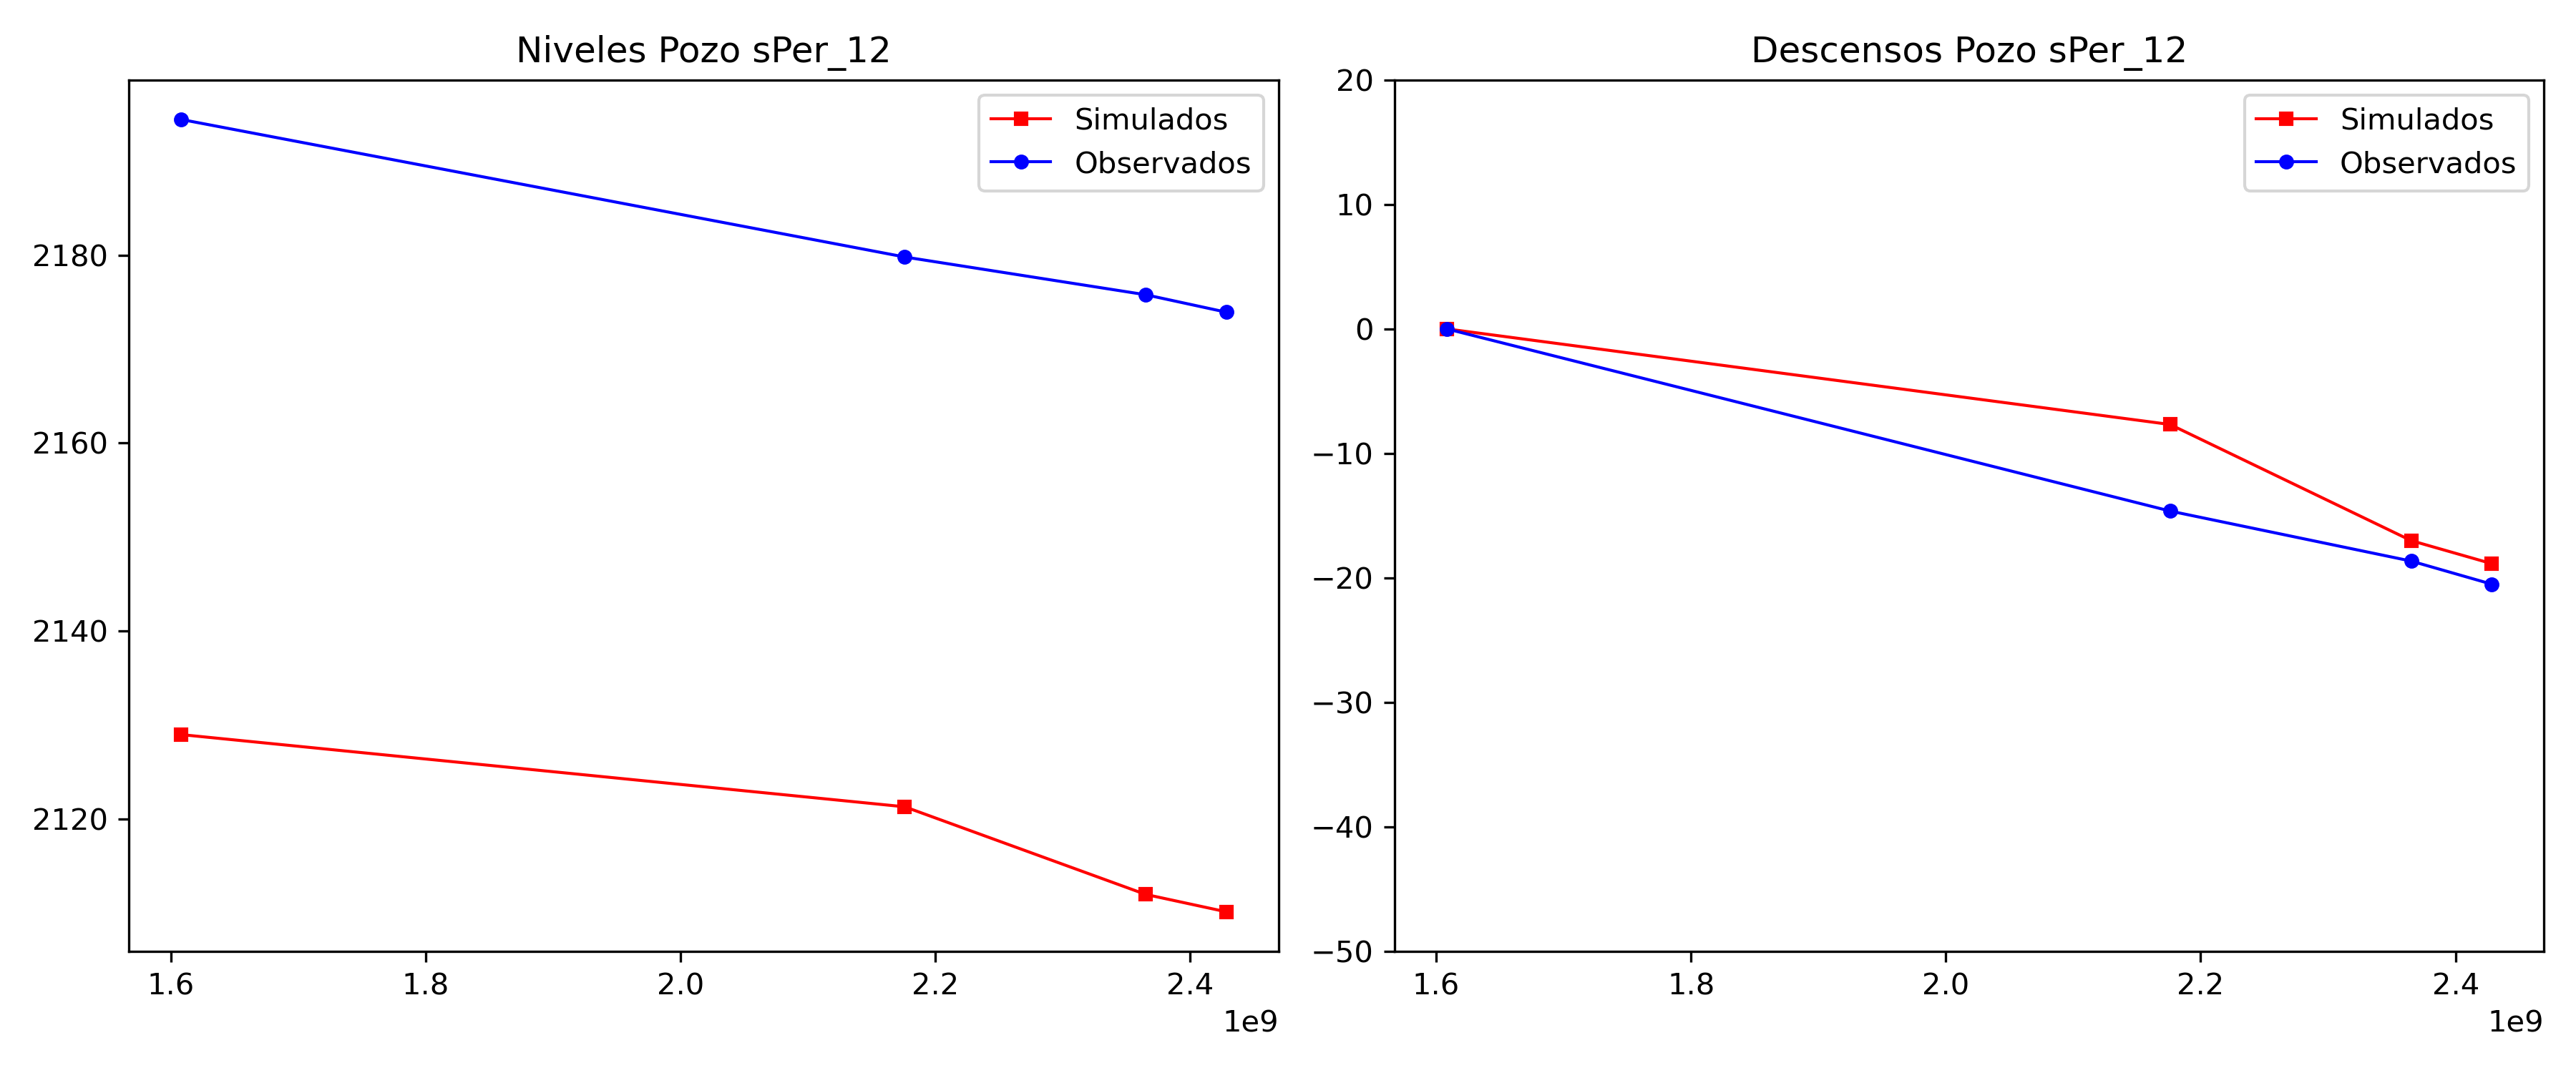 Niveles Pozo sPer_12
Simulados
Observados
2180
2160
2140
2120
1.6 1.8 2.0 2.2 2.4
1e9
Descensos Pozo sPer_12
Simulados
Observados
20
10
0
−10
−20
−30
−40
−50
1.6 1.8 2.0 2.2 2.4
1e9